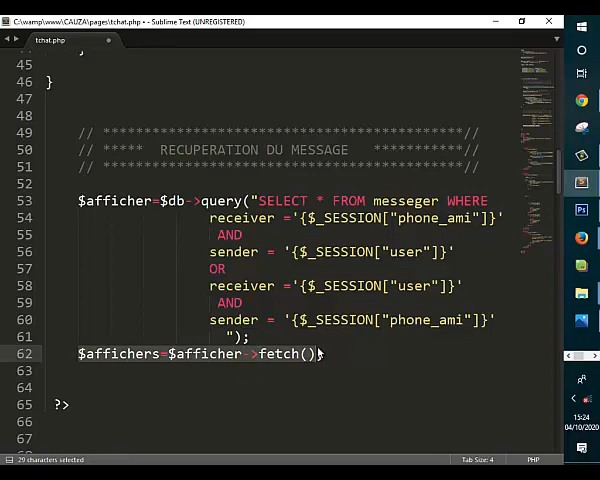 C:\wamp\www\CAUZA\pages\tchat.php • - Sublime Text (UNREGISTERED)
tchat.php
45
46 }
47
48
49 // ********************************************//
50 // ***** RECUPERATION DU MESSAGE ***********//
51 // ********************************************//
52
53 $afficher=$db->query("SELECT * FROM messeger WHERE
54 receiver ='{$_SESSION["phone_ami"]}'
55 AND
56 sender = '{$_SESSION["user"]}'
57 OR
58 receiver ='{$_SESSION["user"]}'
59 AND
60 sender = '{$_SESSION["phone_ami"]}'
61 ");
62 $affichers=$afficher->fetch()
63
64
65 ?>
66
67
68
29 characters selected
Tab Size: 4
PHP
Ps
15:24
04/10/2020